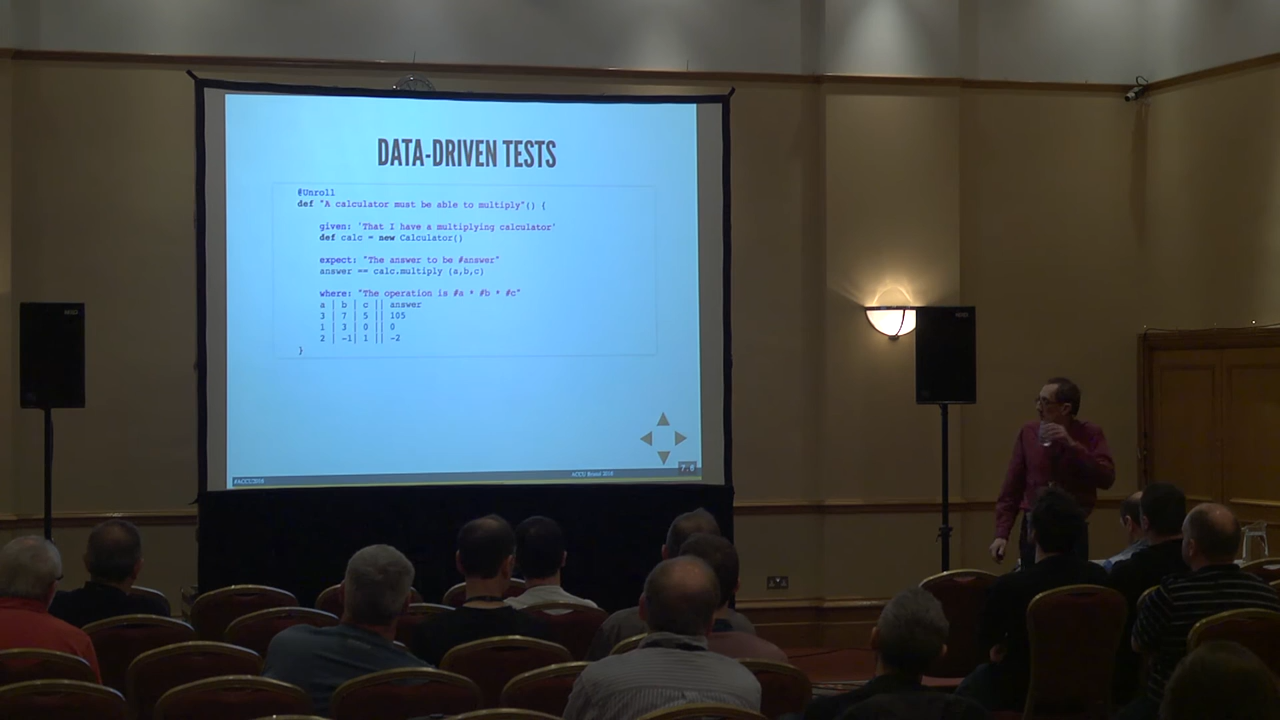 DATA-DRIVEN TESTS
@Unroll
def "A calculator must be able to multiply"() {
given: 'That I have a multiplying calculator'
def calc = new Calculator()
expect: "The answer to be #answer"
answer == calc.multiply (a,b,c)
where: "The operation is #a * #b * #c"
a | b | c || answer
3 | 7 | 5 || 105
1 | 3 | 0 || 0
2 | -1| 1 || -2
}
#ACCU2016
ACCU Bristol 2016